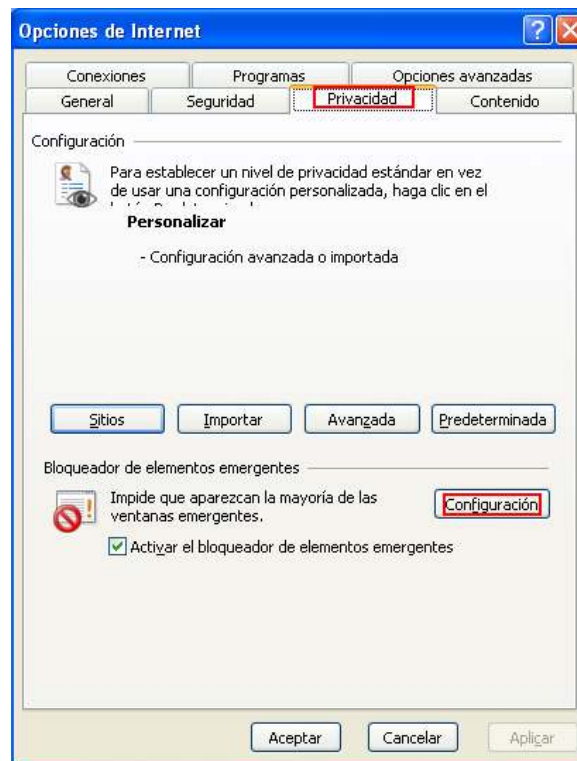 Opciones de Internet
Conexiones Programas Opciones avanzadas
General Seguridad Privacidad Contenido
Configuración
Para establecer un nivel de privacidad estándar en vez
de usar una configuración personalizada, haga clic en el
Personalizar
- Configuración avanzada o importada
Sitios Importar Avanzada Predeterminada
Bloqueador de elementos emergentes
Impide que aparezcan la mayoría de las
ventanas emergentes.
Configuración
Activar el bloqueador de elementos emergentes
Aceptar Cancelar Aplicar